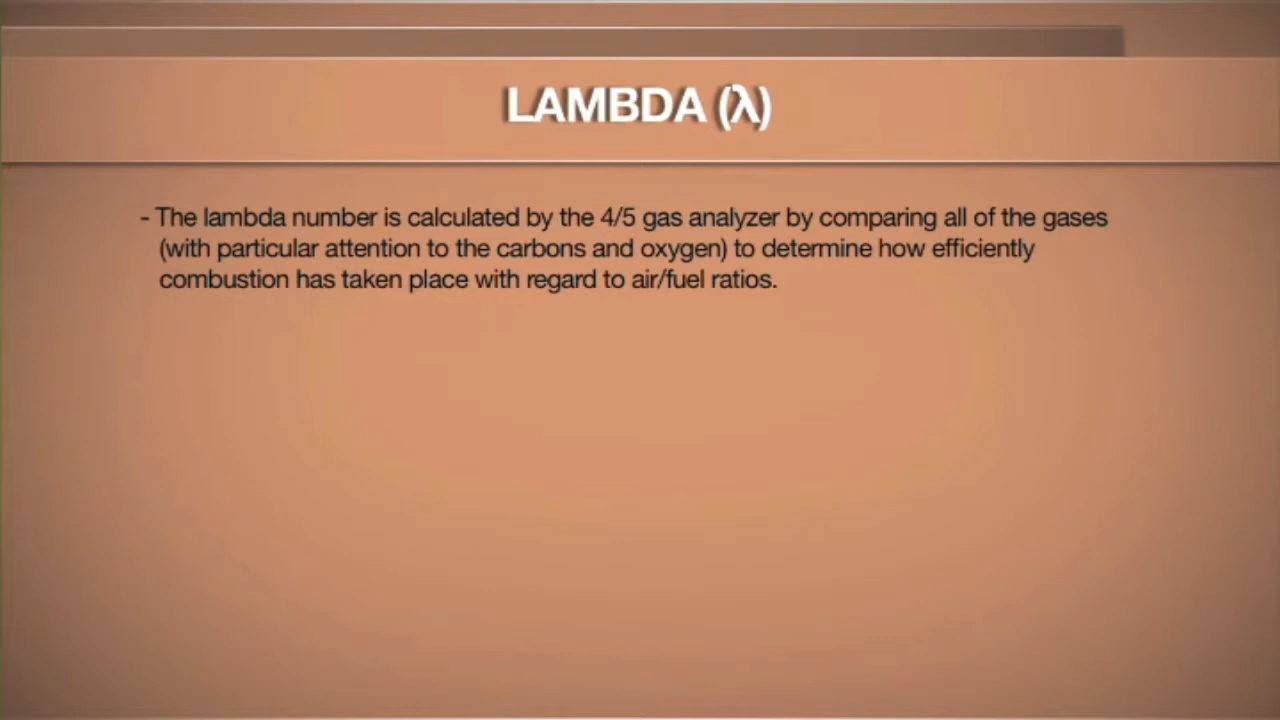 LAMBDA (λ)
- The lambda number is calculated by the 4/5 gas analyzer by comparing all of the gases
(with particular attention to the carbons and oxygen) to determine how efficiently
combustion has taken place with regard to air/fuel ratios.